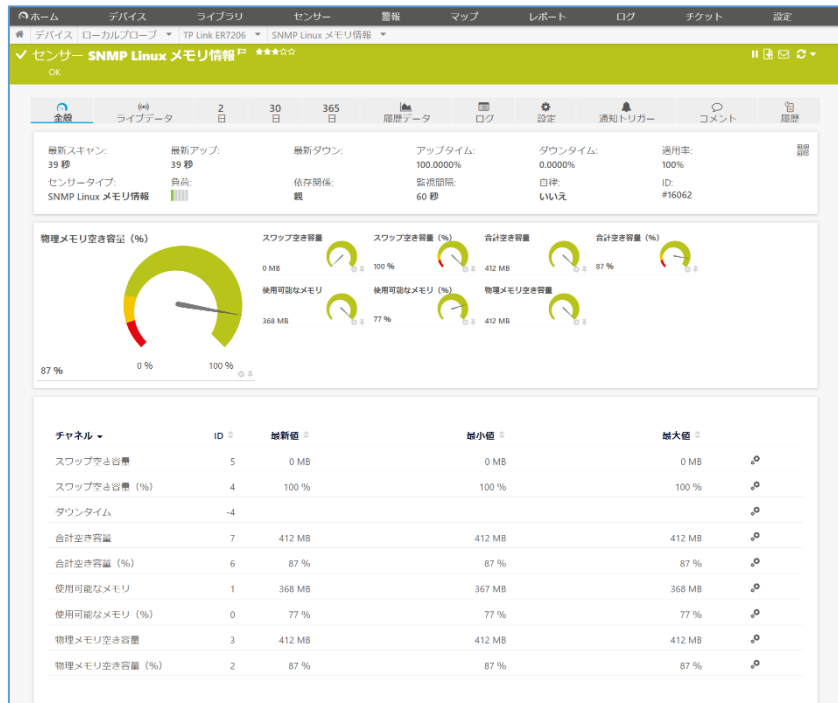 ホーム デバイス ライブラリ センサー 警報 マップ レポート ログ チケット 設定
デバイス ローカルプローブ TP Link ER7206 SNMP Linux メモリ情報
センサー SNMP Linux メモリ情報
OK
全般 ライブデータ 2 日 30 日 365 日 履歴データ ログ 設定 通知トリガー コメント 履歴
最新スキャン: 最新アップ: 最新ダウン: アップタイム: ダウンタイム: 適用率:
39 秒 39 秒 100.0000% 0.0000% 100%
センサータイプ: 負荷: 依存関係: 監視間隔: 自律: ID:
SNMP Linux メモリ情報 親 60 秒 いいえ #16062
物理メモリ空き容量 (%)
87 %
0 %
100 %
スワップ空き容量 スワップ空き容量 (%) 合計空き容量 合計空き容量 (%)
0 MB 100 % 412 MB 87 %
使用可能なメモリ 使用可能なメモリ (%) 物理メモリ空き容量
368 MB 77 % 412 MB
チャネル ID 最新値 最小値 最大値
スワップ空き容量 5 0 MB 0 MB 0 MB
スワップ空き容量 (%) 4 100 % 100 % 100 %
ダウンタイム -4
合計空き容量 7 412 MB 412 MB 412 MB
合計空き容量 (%) 6 87 % 87 % 87 %
使用可能なメモリ 1 368 MB 367 MB 368 MB
使用可能なメモリ (%) 0 77 % 77 % 77 %
物理メモリ空き容量 3 412 MB 412 MB 412 MB
物理メモリ空き容量 (%) 2 87 % 87 % 87 %